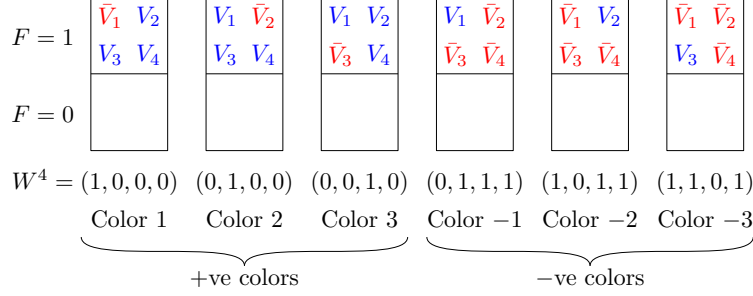 V̄₁ V₂ V₁ V̄₂ V₁ V₂ V₁ V̄₂ V̄₁ V₂ V̄₁ V̄₂
F = 1
V₃ V₄ V₃ V₄ V̄₃ V₄ V̄₃ V̄₄ V̄₃ V̄₄ V₃ V̄₄
F = 0
W⁴ = (1, 0, 0, 0) (0, 1, 0, 0) (0, 0, 1, 0) (0, 1, 1, 1) (1, 0, 1, 1) (1, 1, 0, 1)
Color 1 Color 2 Color 3 Color −1 Color −2 Color −3
+ve colors −ve colors